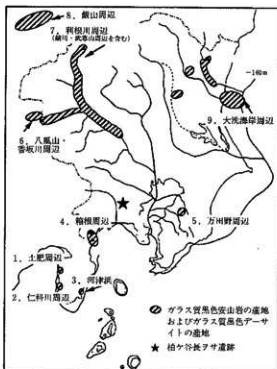 8. 飯山周辺
7. 利根川周辺
(鏑川・武尊山周辺を含む)
-140m
9. 大洗海岸周辺
6. 八風山・
香坂川周辺
4. 箱根周辺
5. 万田野周辺
1. 土肥周辺
3. 河津浜
2. 仁科川周辺
ガラス質黒色安山岩の産地
およびガラス質黒色デーサ
イトの産地
★ 柏ケ谷長ヲサ遺跡